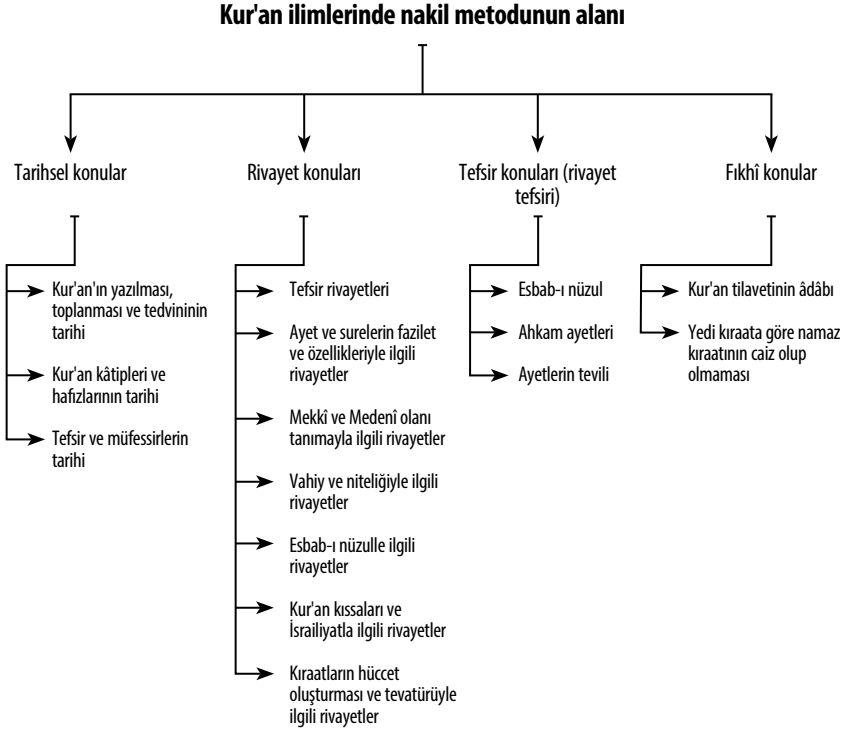 Kur'an ilimlerinde nakil metodunun alanı
Tarihsel konular
Kur'an'ın yazılması,
toplanması ve tedvininin
tarihi
Kur'an kâtipleri ve
hafızlarının tarihi
Tefsir ve müfessirlerin
tarihi
Rivayet konuları
Tefsir rivayetleri
Ayet ve surelerin fazilet
ve özellikleriyle ilgili
rivayetler
Mekkî ve Medenî olanı
tanımayla ilgili rivayetler
Vahiy ve niteliğiyle ilgili
rivayetler
Esbab-ı nüzulle ilgili
rivayetler
Kur'an kıssaları ve
İsrailiyatla ilgili rivayetler
Kıraatların hüccet
oluşturması ve tevatürüyle
ilgili rivayetler
Tefsir konuları (rivayet
tefsiri)
Esbab-ı nüzul
Ahkam ayetleri
Ayetlerin tevili
Fıkhî konular
Kur'an tilavetinin âdâbı
Yedi kıraata göre namaz
kıraatının caiz olup
olmaması